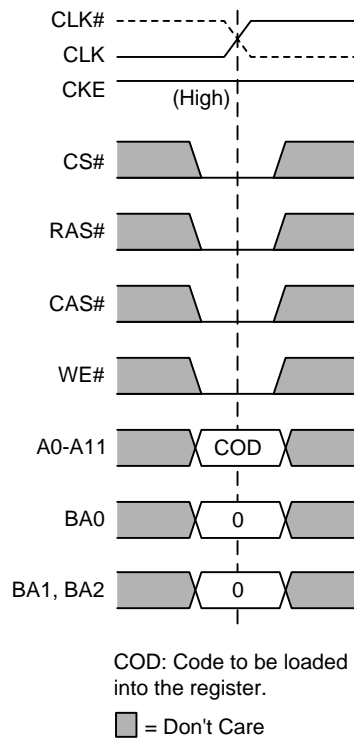 CLK#
CLK
CKE
(High)
CS#
RAS#
CAS#
WE#
A0-A11
COD
BA0
0
BA1, BA2
0
COD: Code to be loaded
into the register.
= Don't Care